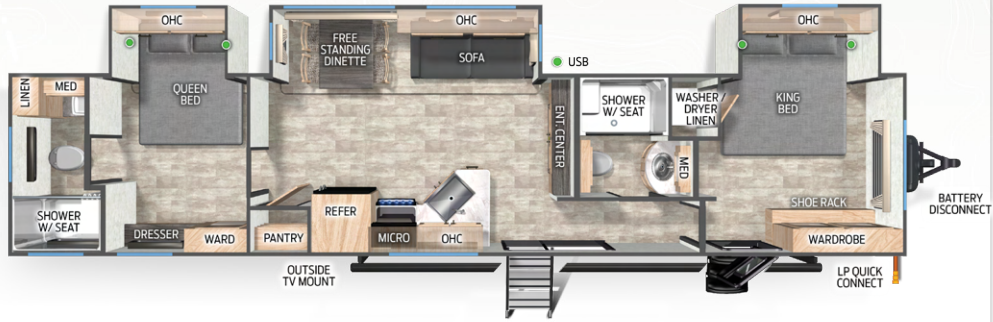 OHC
FREE
STANDING
DINETTE
OHC
SOFA
OHC
USB
LINEN
MED
QUEEN
BED
ENT. CENTER
SHOWER
W/ SEAT
WASHER /
DRYER
LINEN
KING
BED
MED
SHOWER
W/ SEAT
DRESSER
WARD
PANTRY
REFER
MICRO
OHC
SHOE RACK
WARDROBE
BATTERY
DISCONNECT
OUTSIDE
TV MOUNT
LP QUICK
CONNECT